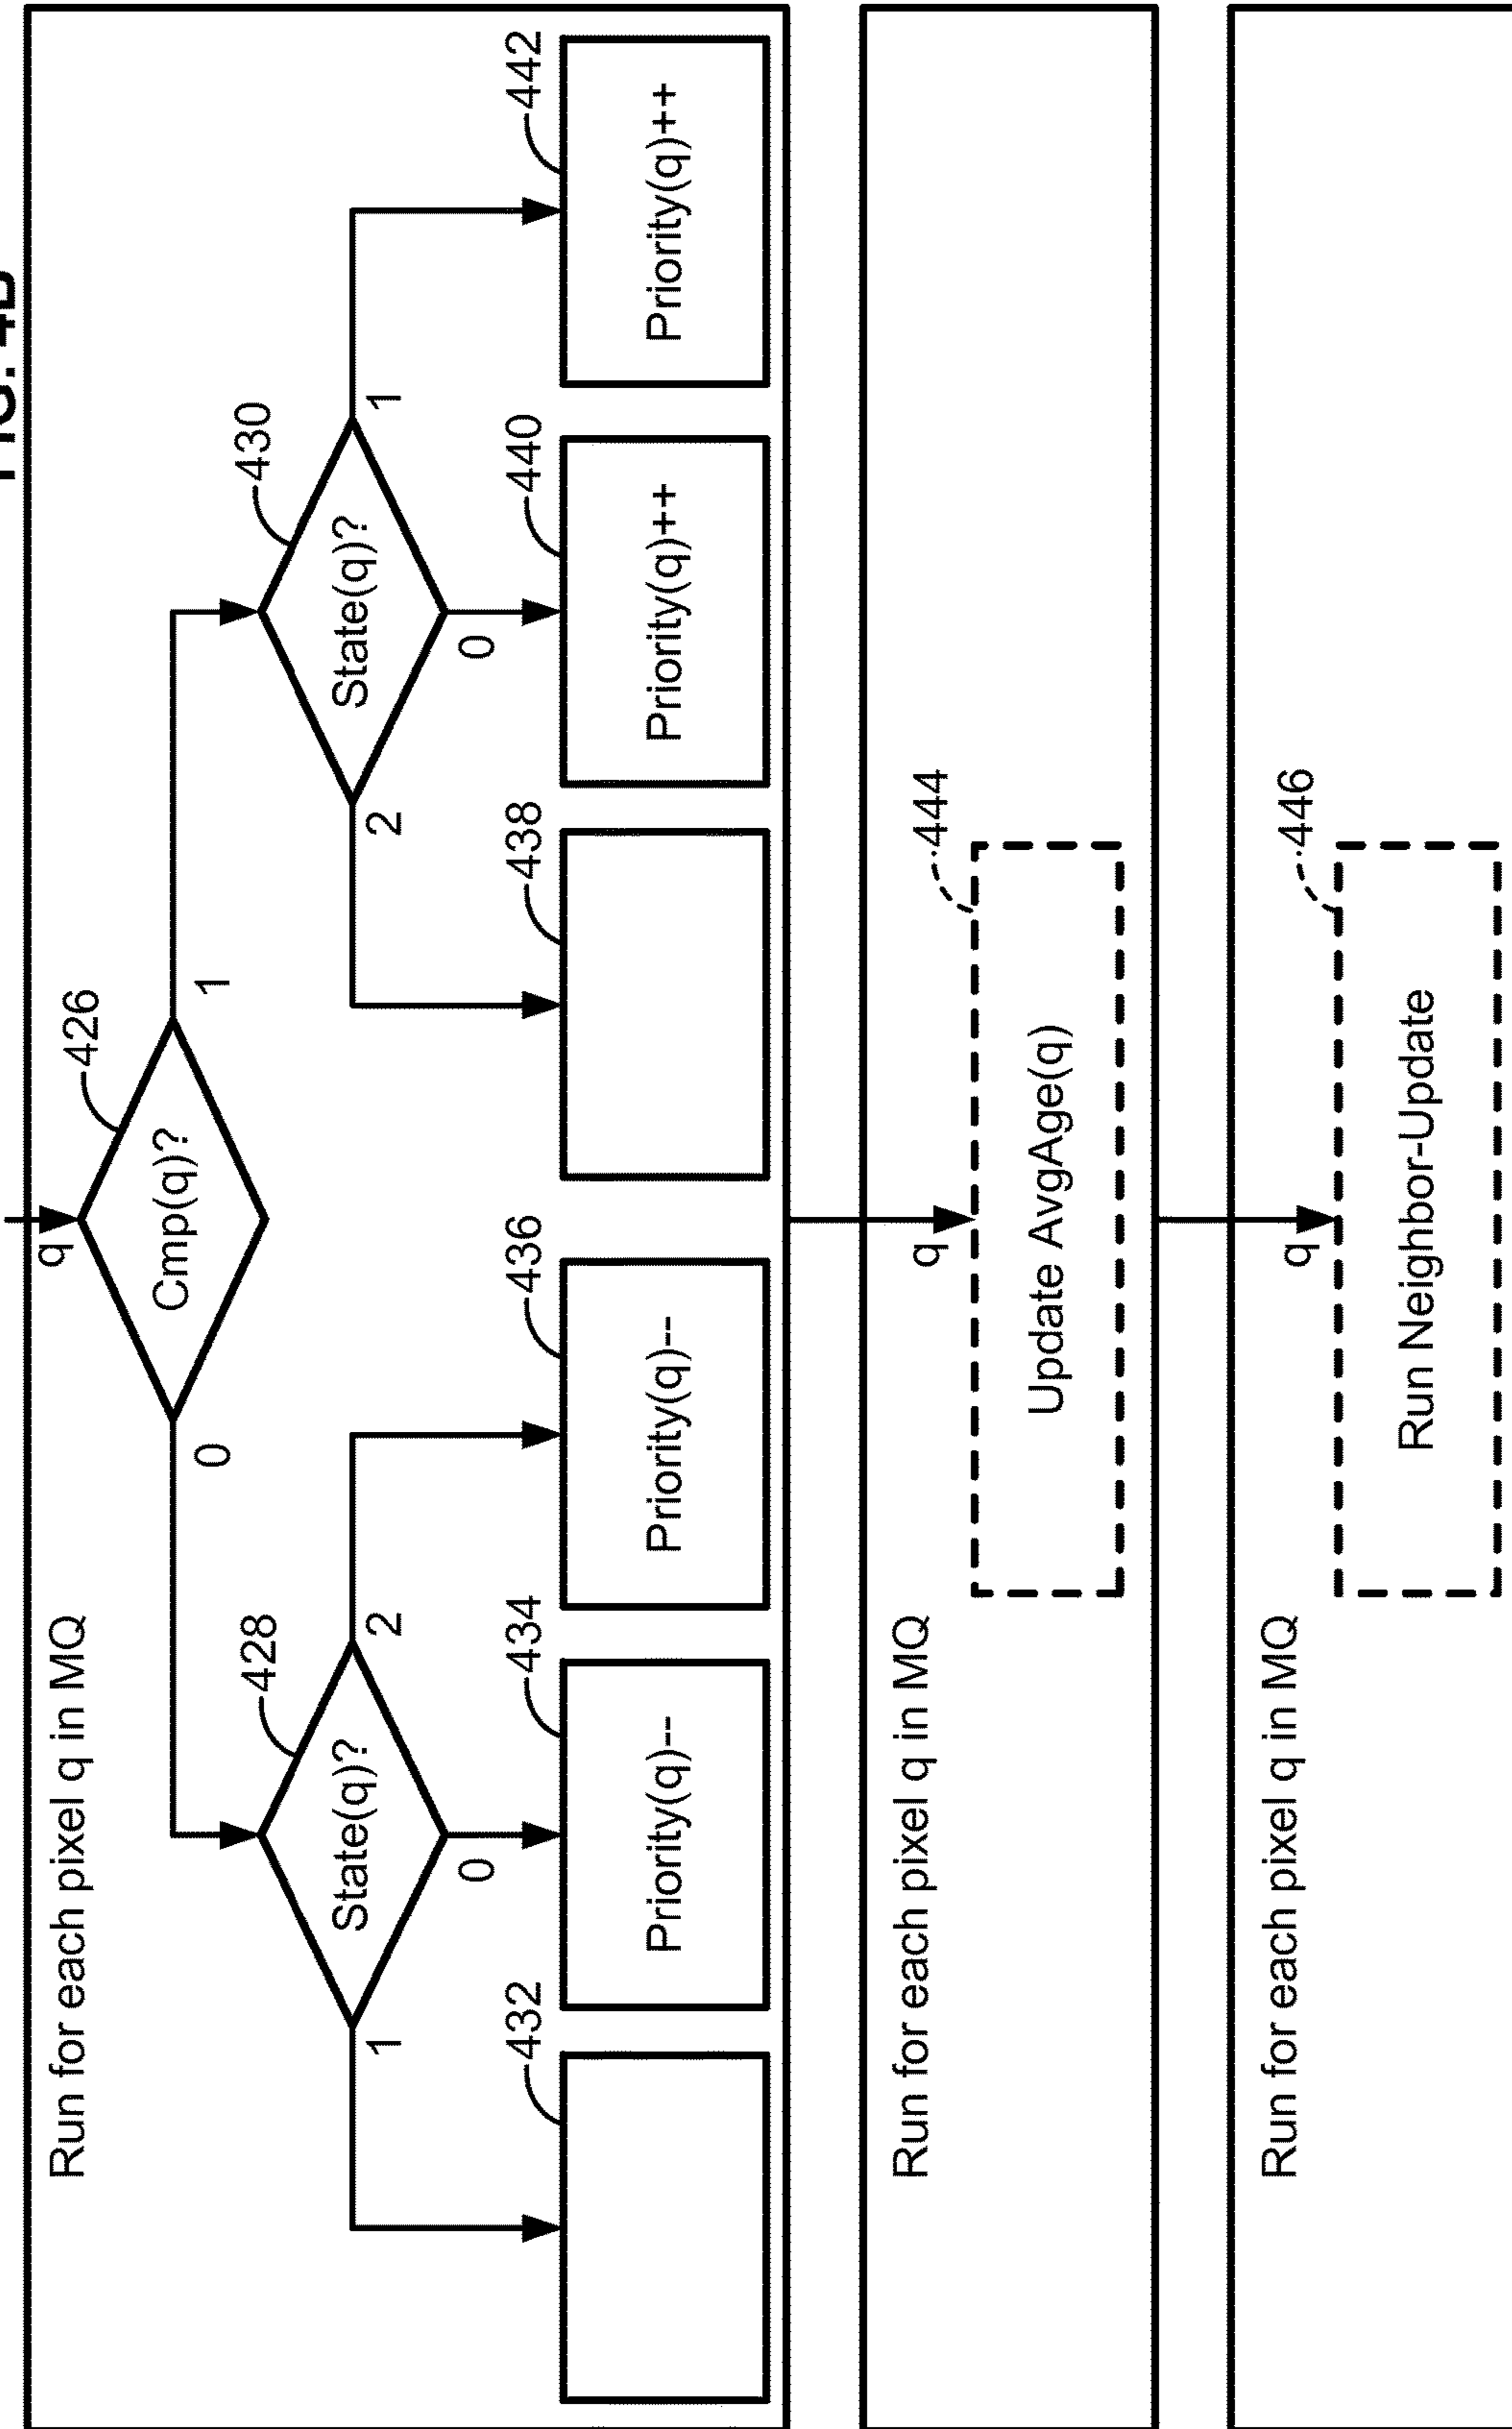 Run for each pixel q in MQ
q
426
Cmp(q)?
0
1
428
State(q)?
1
0
2
430
State(q)?
2
0
1
432
434
Priority(q)--
436
Priority(q)--
438
440
Priority(q)++
442
Priority(q)++
Run for each pixel q in MQ
q
444
Update AvgAge(q)
Run for each pixel q in MQ
q
446
Run Neighbor-Update